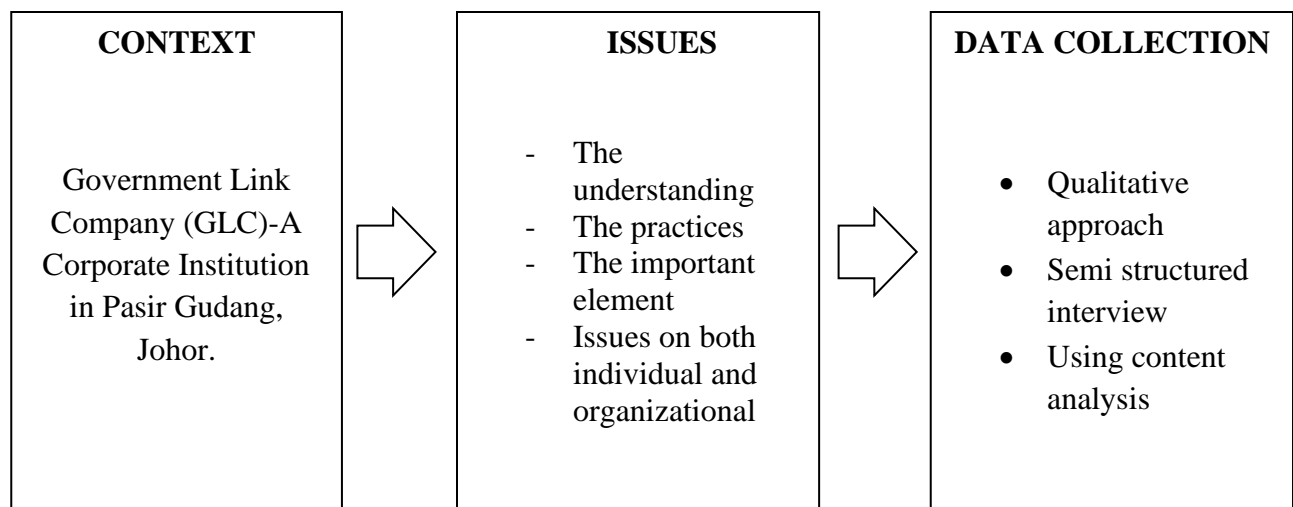 CONTEXT
Government Link
Company (GLC)-A
Corporate Institution
in Pasir Gudang,
Johor.
ISSUES
- The
understanding
- The practices
- The important
element
- Issues on both
individual and
organizational
DATA COLLECTION
• Qualitative
approach
• Semi structured
interview
• Using content
analysis